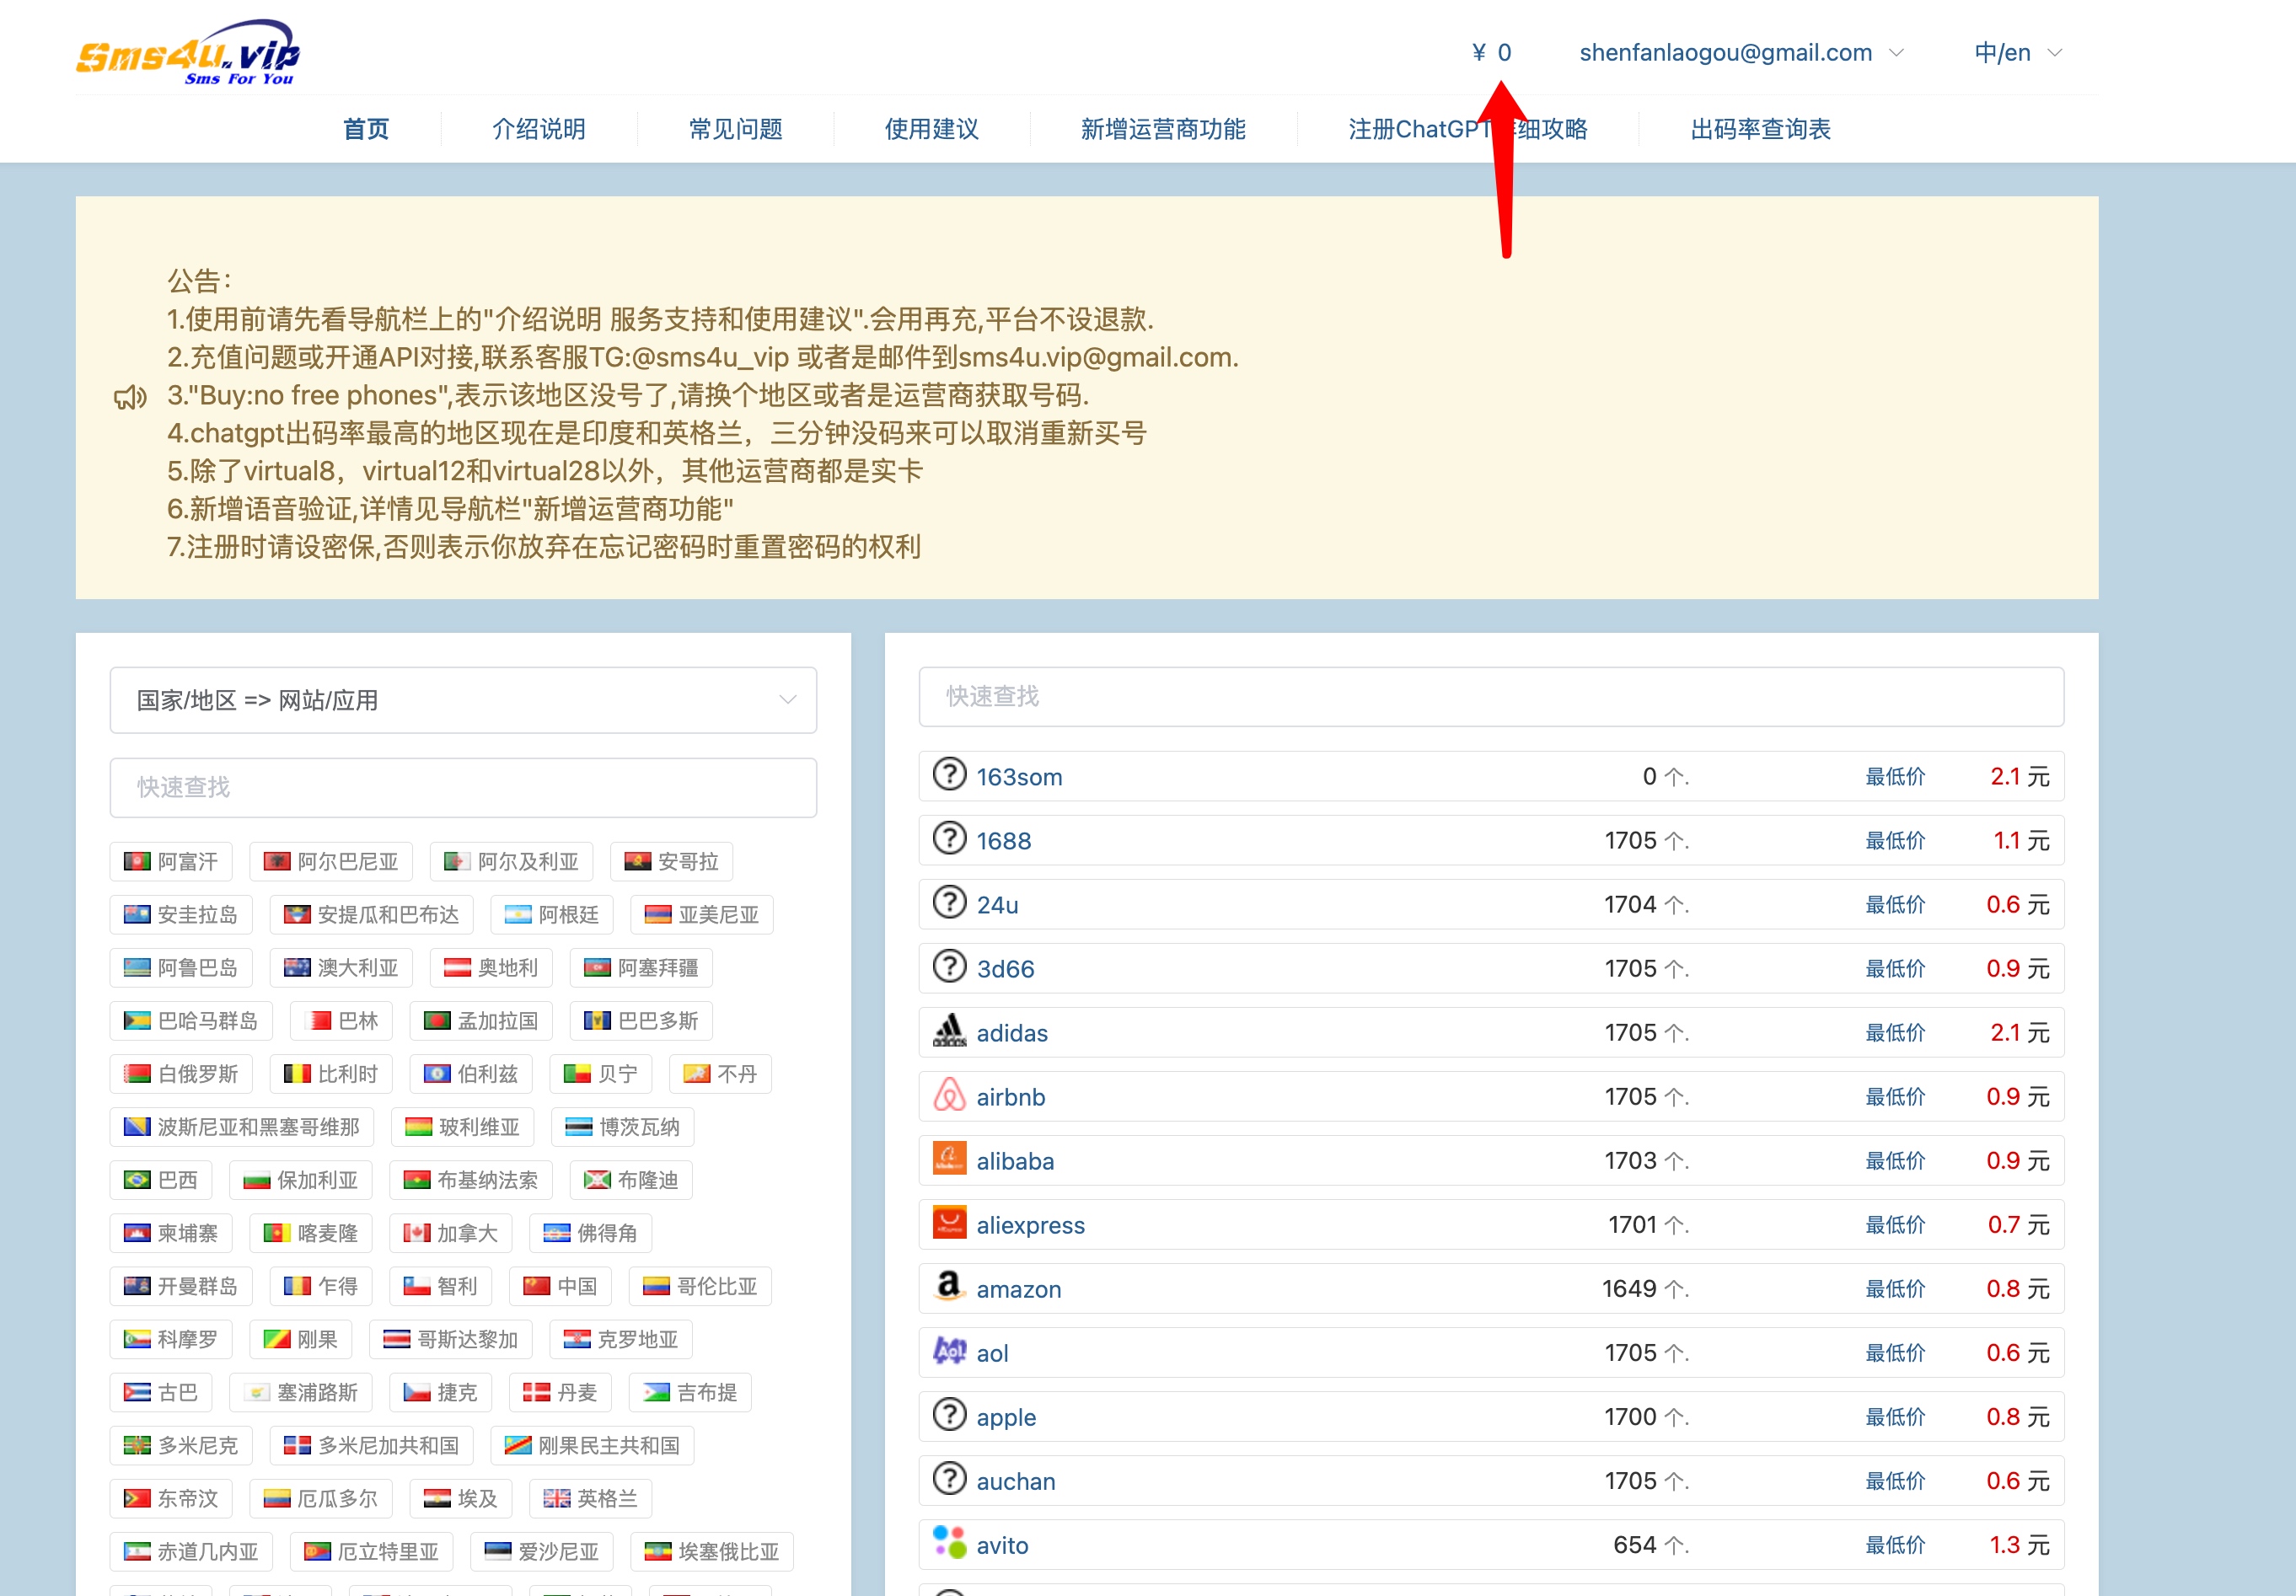 Sms4u.vip
Sms For You
¥ 0
shenfanlaogou@gmail.com
中/en
首页
介绍说明
常见问题
使用建议
新增运营商功能
注册ChatGPT 细攻略
出码率查询表
公告：
1.使用前请先看导航栏上的"介绍说明 服务支持和使用建议".会用再充,平台不设退款.
2.充值问题或开通API对接,联系客服TG:@sms4u_vip 或者是邮件到sms4u.vip@gmail.com.
3."Buy:no free phones",表示该地区没号了,请换个地区或者是运营商获取号码.
4.chatgpt出码率最高的地区现在是印度和英格兰，三分钟没码来可以取消重新买号
5.除了virtual8，virtual12和virtual28以外，其他运营商都是实卡
6.新增语音验证,详情见导航栏"新增运营商功能"
7.注册时请设密保,否则表示你放弃在忘记密码时重置密码的权利
国家/地区 => 网站/应用
快速查找
阿富汗 阿尔巴尼亚 阿尔及利亚 安哥拉
安圭拉岛 安提瓜和巴布达 阿根廷 亚美尼亚
阿鲁巴岛 澳大利亚 奥地利 阿塞拜疆
巴哈马群岛 巴林 孟加拉国 巴巴多斯
白俄罗斯 比利时 伯利兹 贝宁 不丹
波斯尼亚和黑塞哥维那 玻利维亚 博茨瓦纳
巴西 保加利亚 布基纳法索 布隆迪
柬埔寨 喀麦隆 加拿大 佛得角
开曼群岛 乍得 智利 中国 哥伦比亚
科摩罗 刚果 哥斯达黎加 克罗地亚
古巴 塞浦路斯 捷克 丹麦 吉布提
多米尼克 多米尼加共和国 刚果民主共和国
东帝汶 厄瓜多尔 埃及 英格兰
赤道几内亚 厄立特里亚 爱沙尼亚 埃塞俄比亚
快速查找
163som 0 个. 最低价 2.1 元
1688 1705 个. 最低价 1.1 元
24u 1704 个. 最低价 0.6 元
3d66 1705 个. 最低价 0.9 元
adidas 1705 个. 最低价 2.1 元
airbnb 1705 个. 最低价 0.9 元
alibaba 1703 个. 最低价 0.9 元
aliexpress 1701 个. 最低价 0.7 元
amazon 1649 个. 最低价 0.8 元
Aol! aol 1705 个. 最低价 0.6 元
apple 1700 个. 最低价 0.8 元
auchan 1705 个. 最低价 0.6 元
avito 654 个. 最低价 1.3 元